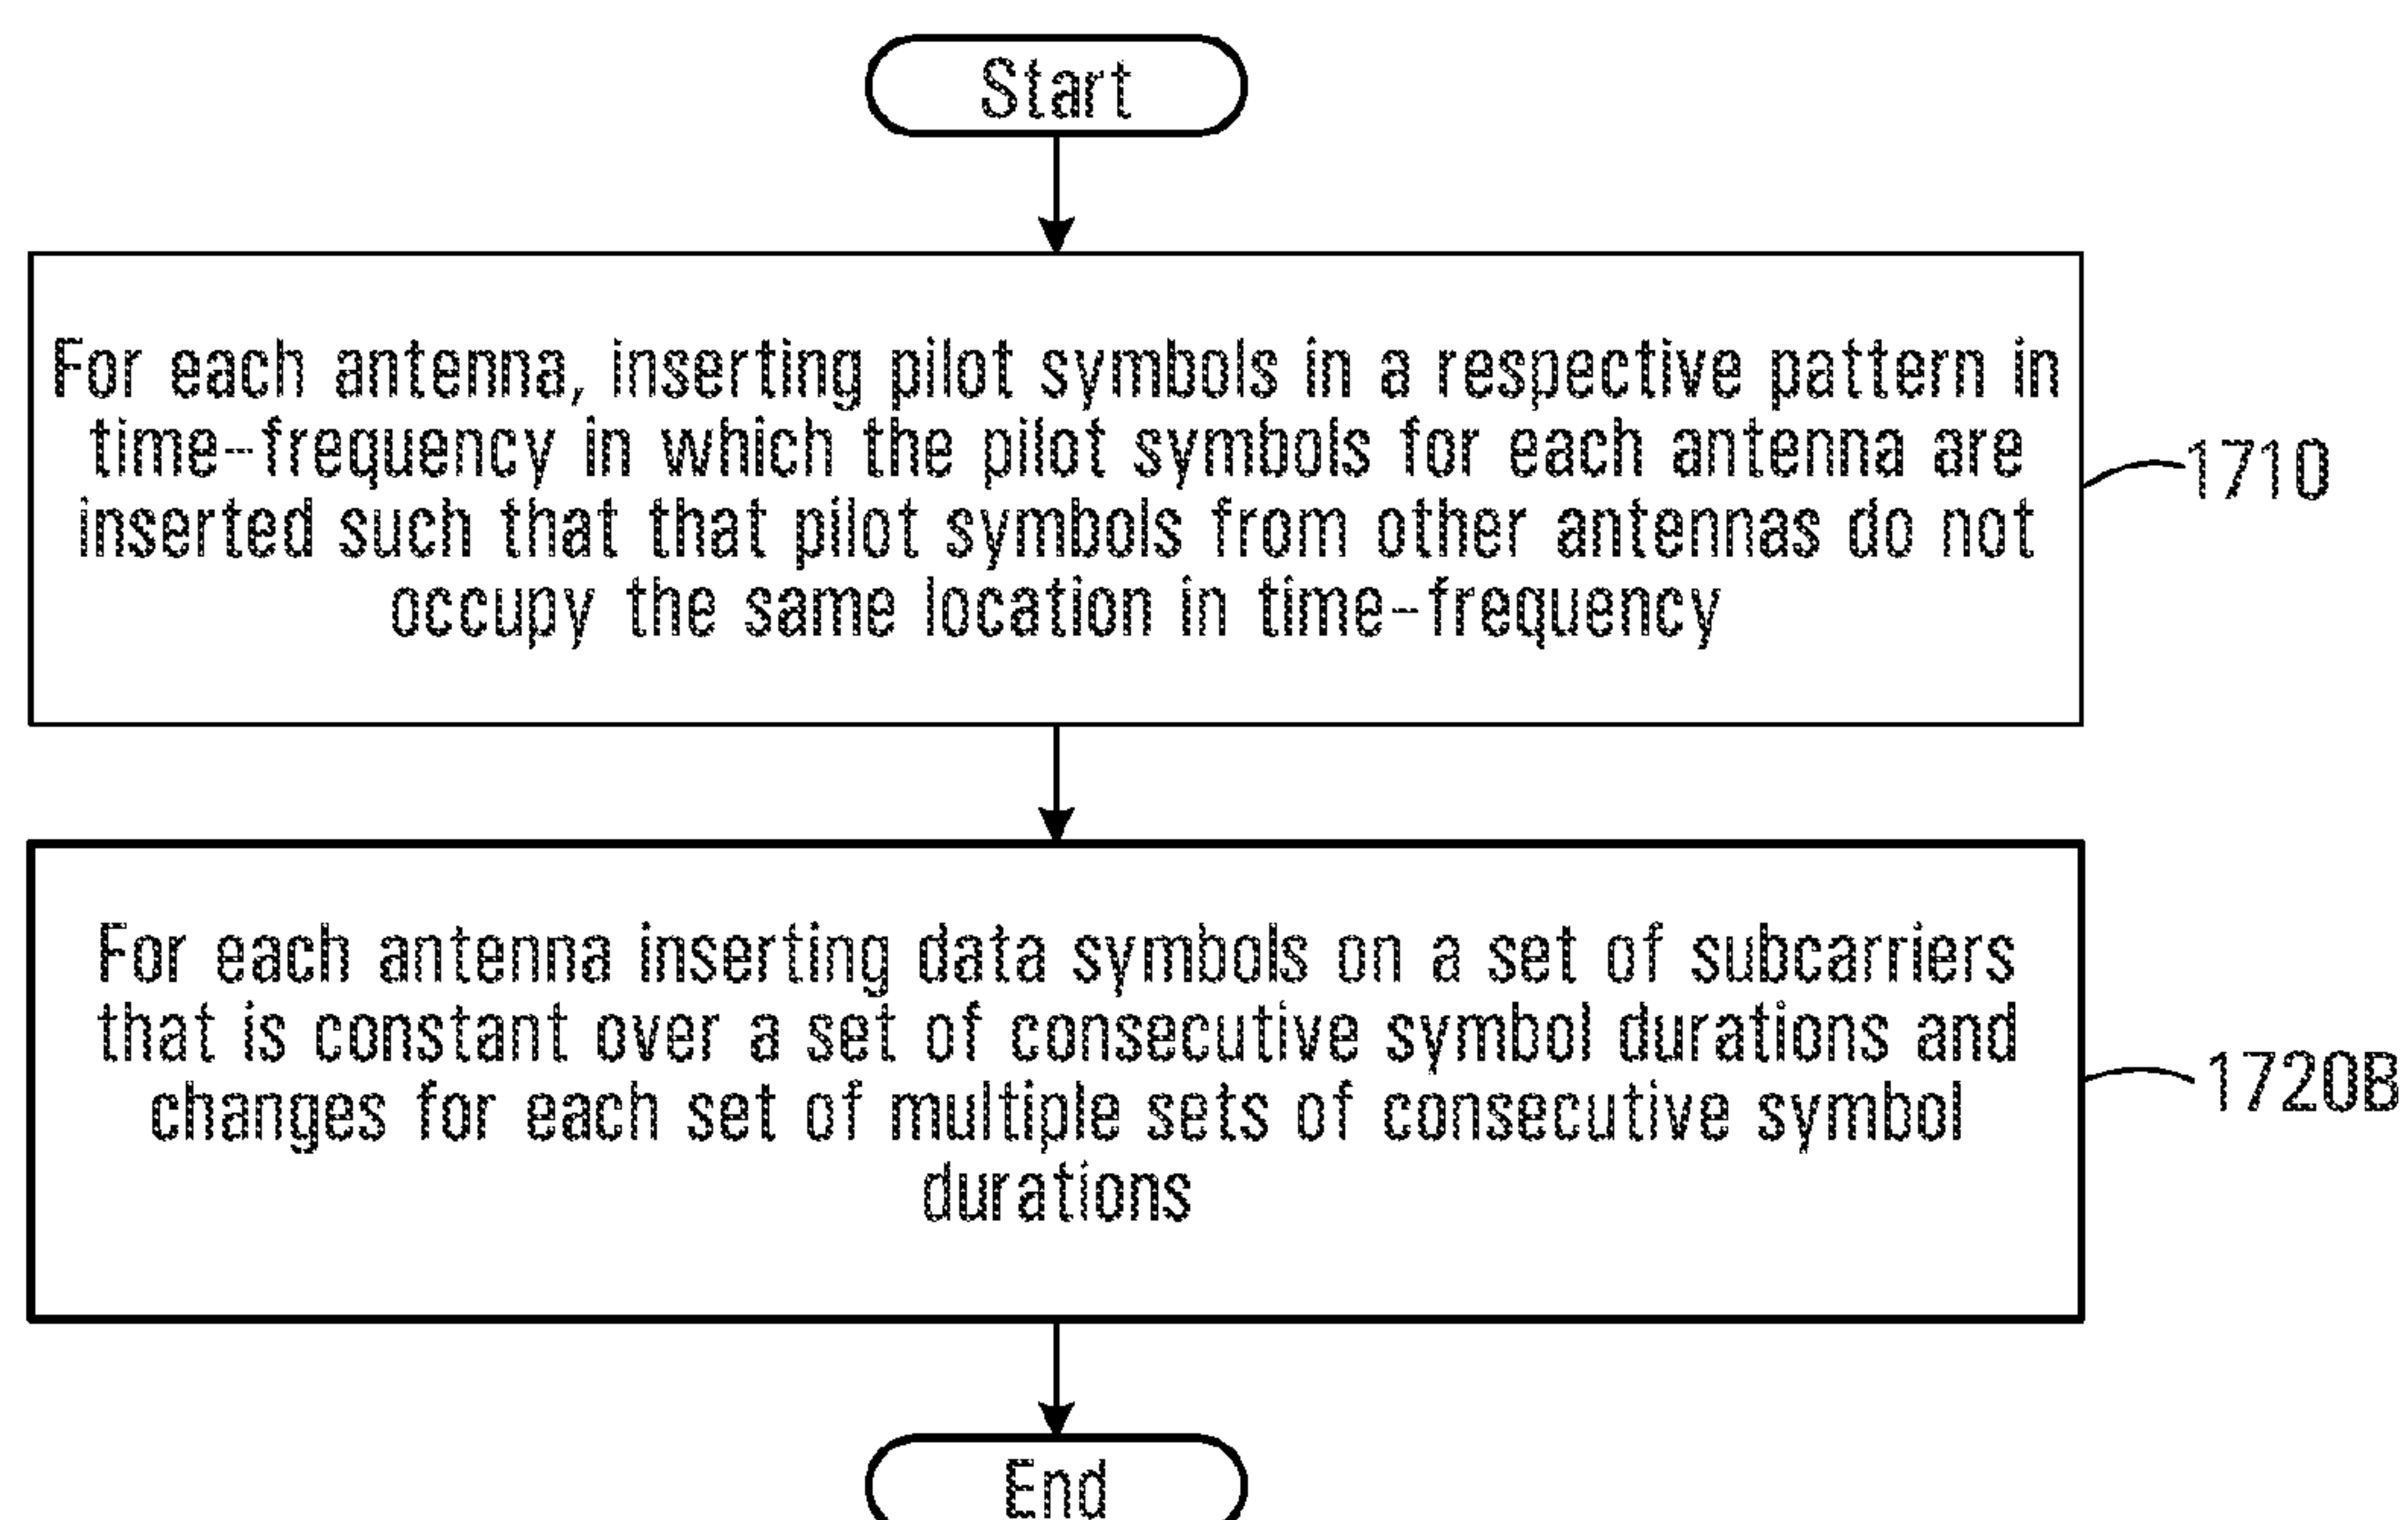 Start
For each antenna, inserting pilot symbols in a respective pattern in
time-frequency in which the pilot symbols for each antenna are
inserted such that that pilot symbols from other antennas do not
occupy the same location in time-frequency
1710
For each antenna inserting data symbols on a set of subcarriers
that is constant over a set of consecutive symbol durations and
changes for each set of multiple sets of consecutive symbol
durations
1720B
End